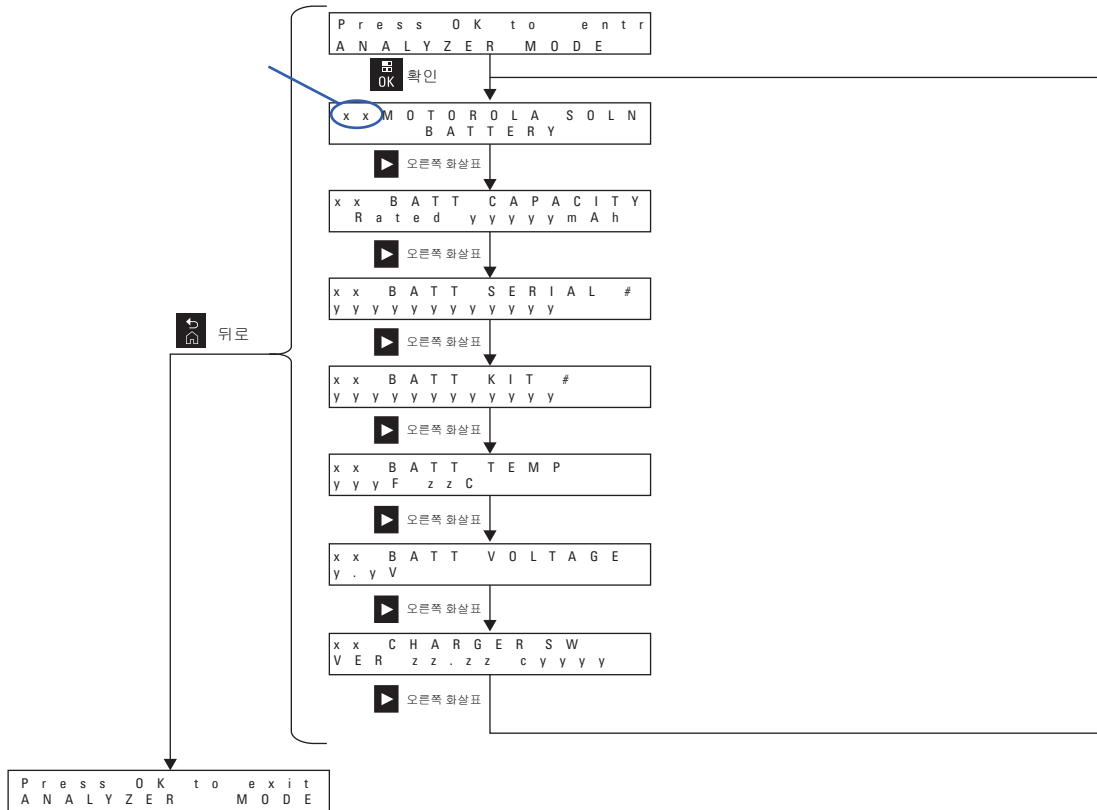 Press OK to entr
ANALYZER MODE
OK 확인
xxMOTOROLA SOLN
BATTERY
오른쪽 화살표
xx BATT CAPACITY
Rated yyyyymAh
오른쪽 화살표
xx BATT SERIAL #
yyyyyyyyyyyy
오른쪽 화살표
뒤로
xx BATT KIT #
yyyyyyyyyyyy
오른쪽 화살표
xx BATT TEMP
yyyF zzC
오른쪽 화살표
xx BATT VOLTAGE
y.yV
오른쪽 화살표
xx CHARGER SW
VER zz.zz cyyyy
오른쪽 화살표
Press OK to exit
ANALYZER MODE